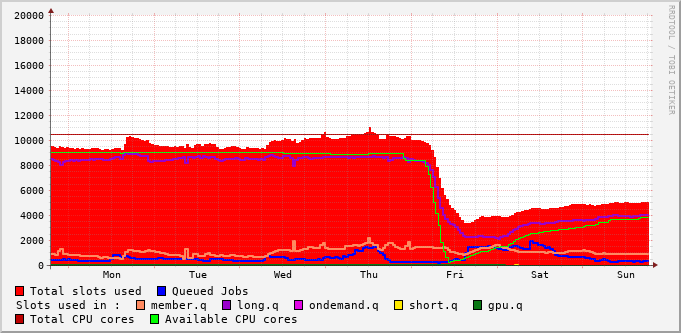 RRDTOOL / TOBI OETIKER
20000
18000
16000
14000
12000
10000
8000
6000
4000
2000
0
Mon Tue Wed Thu Fri Sat Sun
Total slots used Queued Jobs
Slots used in : member.q long.q ondemand.q short.q gpu.q
Total CPU cores Available CPU cores